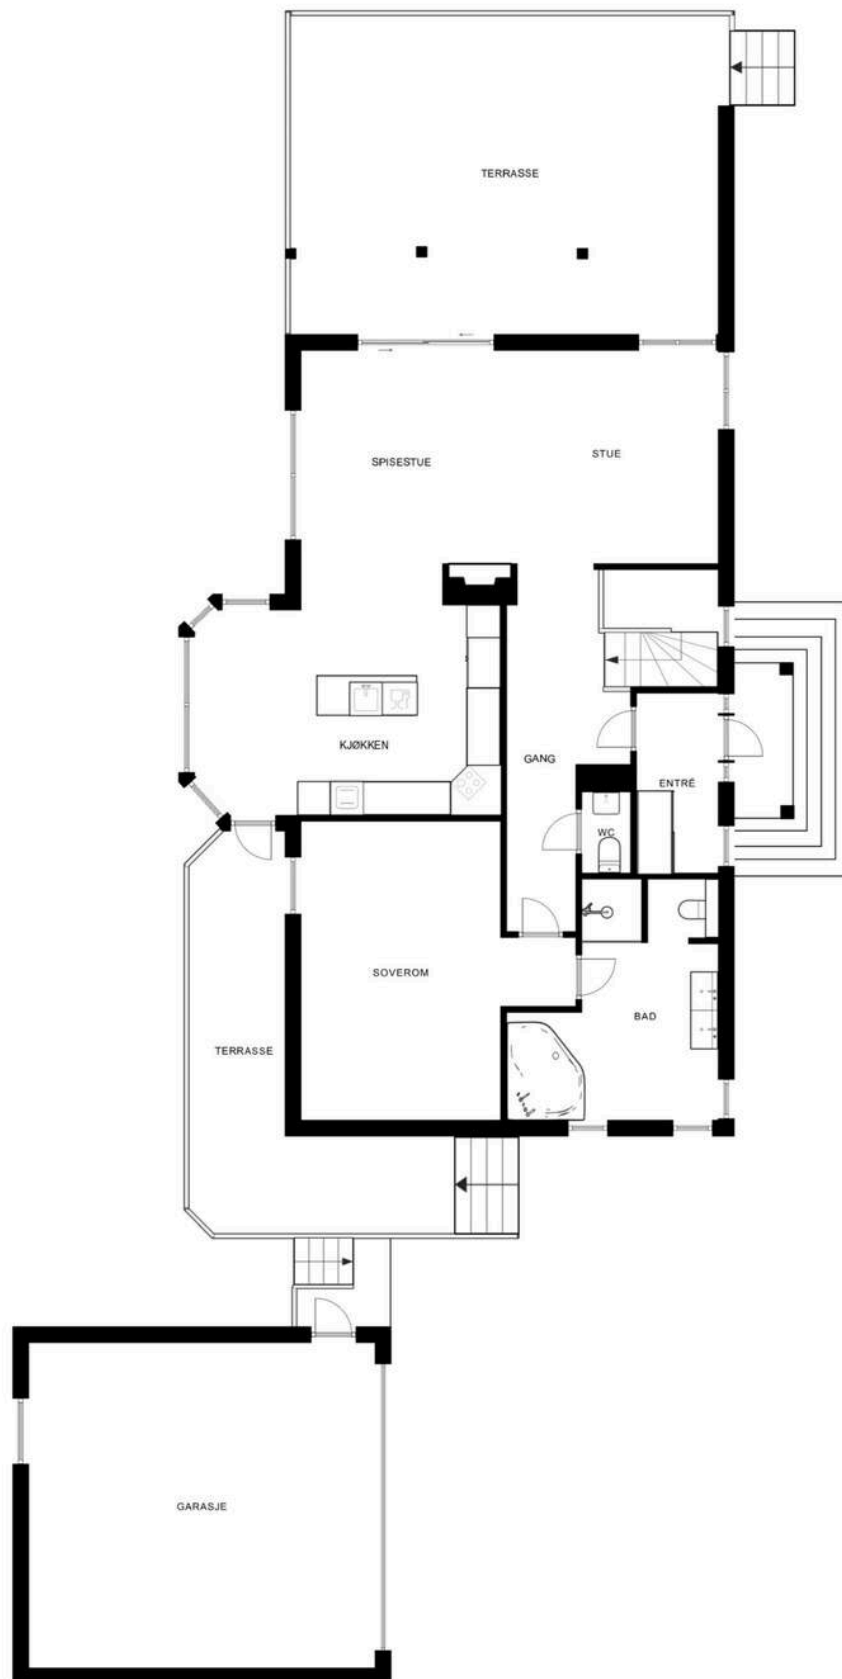 TERRASSE
SPISESTUE
STUE
KJØKKEN
GANG
ENTRÉ
WC
SOVEROM
BAD
TERRASSE
GARASJE